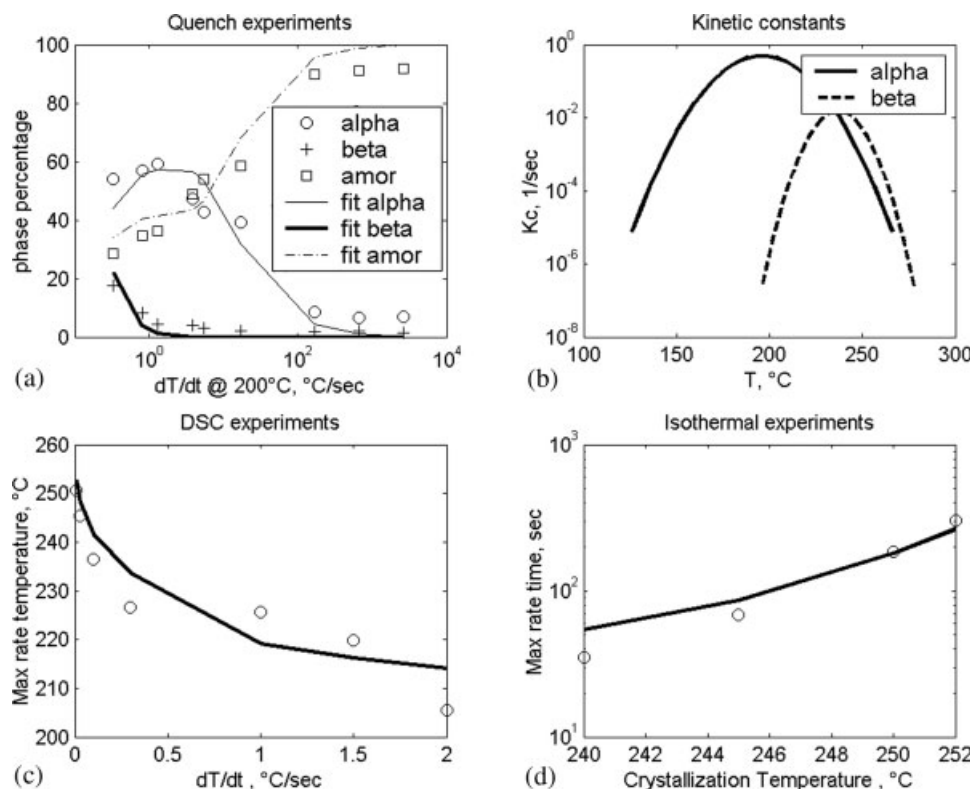 Quench experiments
100
80
60
40
20
0
phase percentage
alpha
beta
amor
fit alpha
fit beta
fit amor
10^0
10^2
10^4
dT/dt @ 200°C, °C/sec
(a)
Kinetic constants
10^0
10^-2
10^-4
10^-6
10^-8
Kc, 1/sec
alpha
beta
100
150
200
250
300
T, °C
(b)
DSC experiments
260
250
240
230
220
210
200
Max rate temperature, °C
0
0.5
1
1.5
2
dT/dt , °C/sec
(c)
Isothermal experiments
10^3
10^2
10^1
Max rate time, sec
240
242
244
246
248
250
252
Crystallization Temperature , °C
(d)